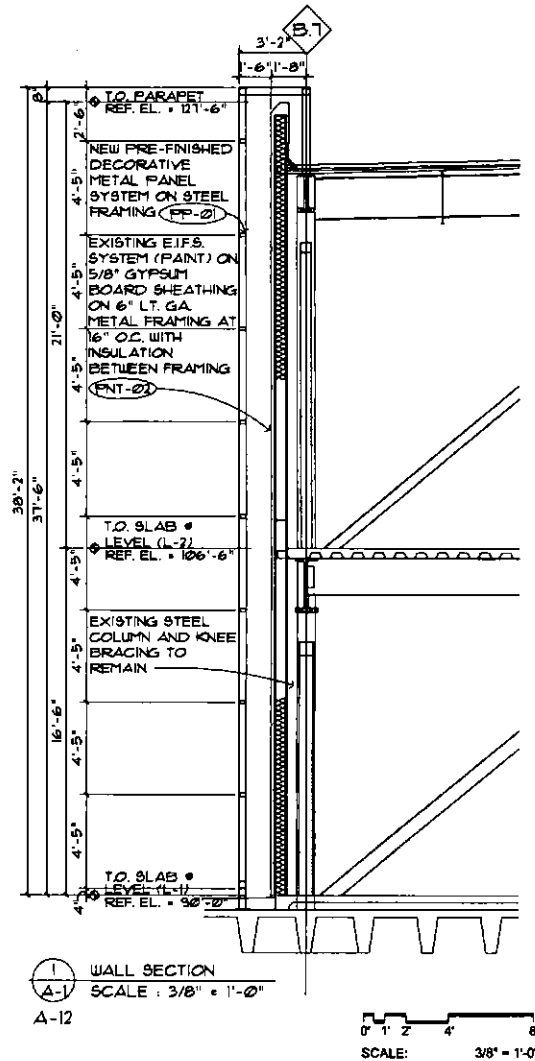 B.7
3'-2"
1'-6" 1'-8"
8"
T.O. PARAPET
REF. EL. = 127'-6"
2'-6"
NEW PRE-FINISHED
DECORATIVE
METAL PANEL
SYSTEM ON STEEL
FRAMING PP-01
4'-5"
EXISTING E.I.F.S.
SYSTEM (PAINT) ON
5/8" GYPSUM
BOARD SHEATHING
ON 6" LT. GA.
METAL FRAMING AT
16" O.C. WITH
INSULATION
BETWEEN FRAMING
PNT-02
4'-5"
4'-5"
21'-0"
4'-5"
38'-2"
37'-6"
T.O. SLAB @
LEVEL (L-2)
REF. EL. = 106'-6"
4'-5"
EXISTING STEEL
COLUMN AND KNEE
BRACING TO
REMAIN
4'-5"
16'-6"
4'-5"
4'-5"
T.O. SLAB @
LEVEL (L-1)
REF. EL. = 90'-0"
4"
1
A-1
WALL SECTION
SCALE : 3/8" = 1'-0"
A-12
0' 1' 2' 4' 8
SCALE: 3/8" = 1'-0